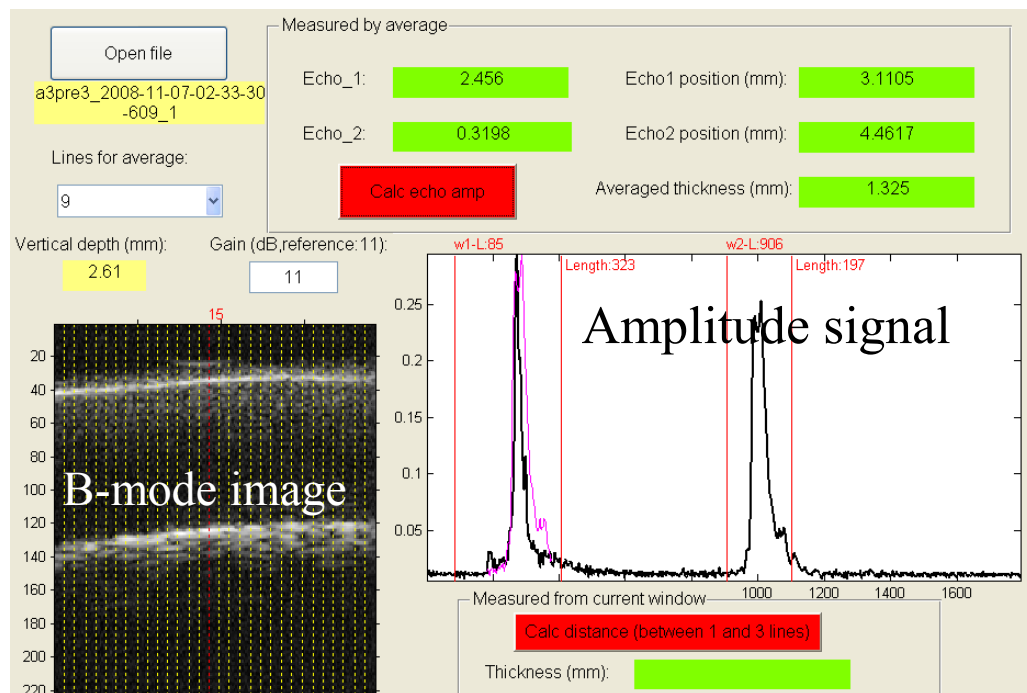 Open file
a3pre3_2008-11-07-02-33-30
-609_1
Lines for average:
9
Measured by average
Echo_1:
2.456
Echo1 position (mm):
3.1105
Echo_2:
0.3198
Echo2 position (mm):
4.4617
Calc echo amp
Averaged thickness (mm):
1.325
Vertical depth (mm):
Gain (dB,reference:11):
2.61
11
w1-L:85
w2-L:906
Length:323
Length:197
Amplitude signal
0.25
0.2
0.15
0.1
0.05
1000
1200
1400
1600
15
20
40
60
80
100
120
140
160
180
200
220
B-mode image
Measured from current window
Calc distance (between 1 and 3 lines)
Thickness (mm):